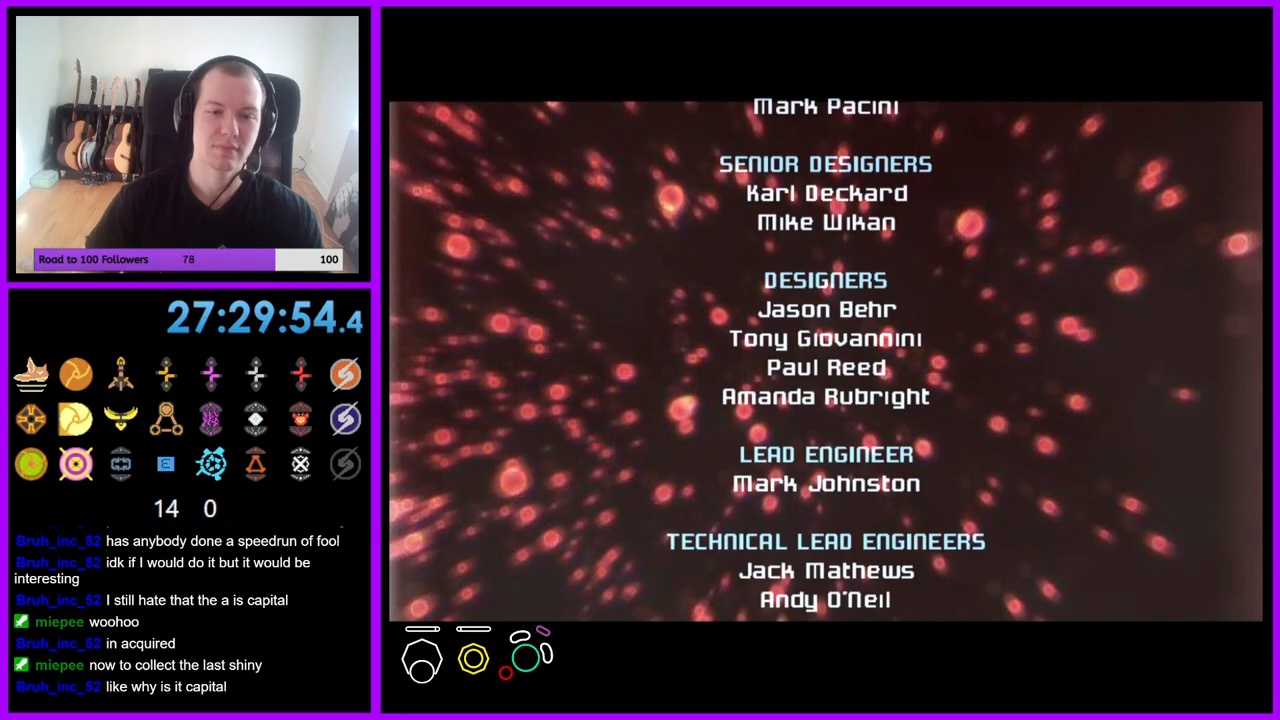 Road to 100 Followers 78 100
27:29:54.4
14 0
Bruh_inc_52 has anybody done a speedrun of fool
Bruh_inc_52 idk if I would do it but it would be
interesting
Bruh_inc_52 I still hate that the a is capital
miepee woohoo
Bruh_inc_52 in acquired
miepee now to collect the last shiny
Bruh_inc_52 like why is it capital
Mark Pacini
SENIOR DESIGNERS
Karl Deckard
Mike Wikan
DESIGNERS
Jason Behr
Tony Giovannini
Paul Reed
Amanda Rubright
LEAD ENGINEER
Mark Johnston
TECHNICAL LEAD ENGINEERS
Jack Mathews
Andy O'Neil